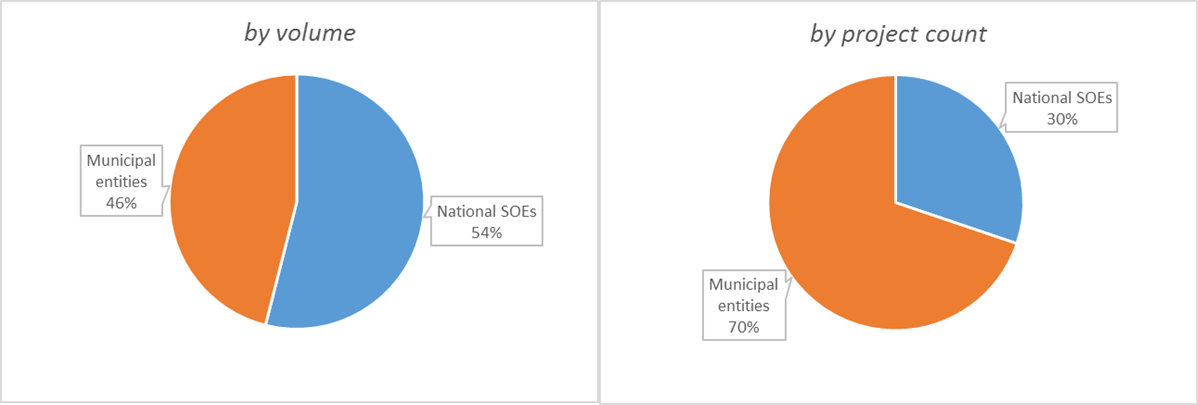 by volume
Municipal
entities
46%
National SOEs
54%
by project count
National SOEs
30%
Municipal
entities
70%